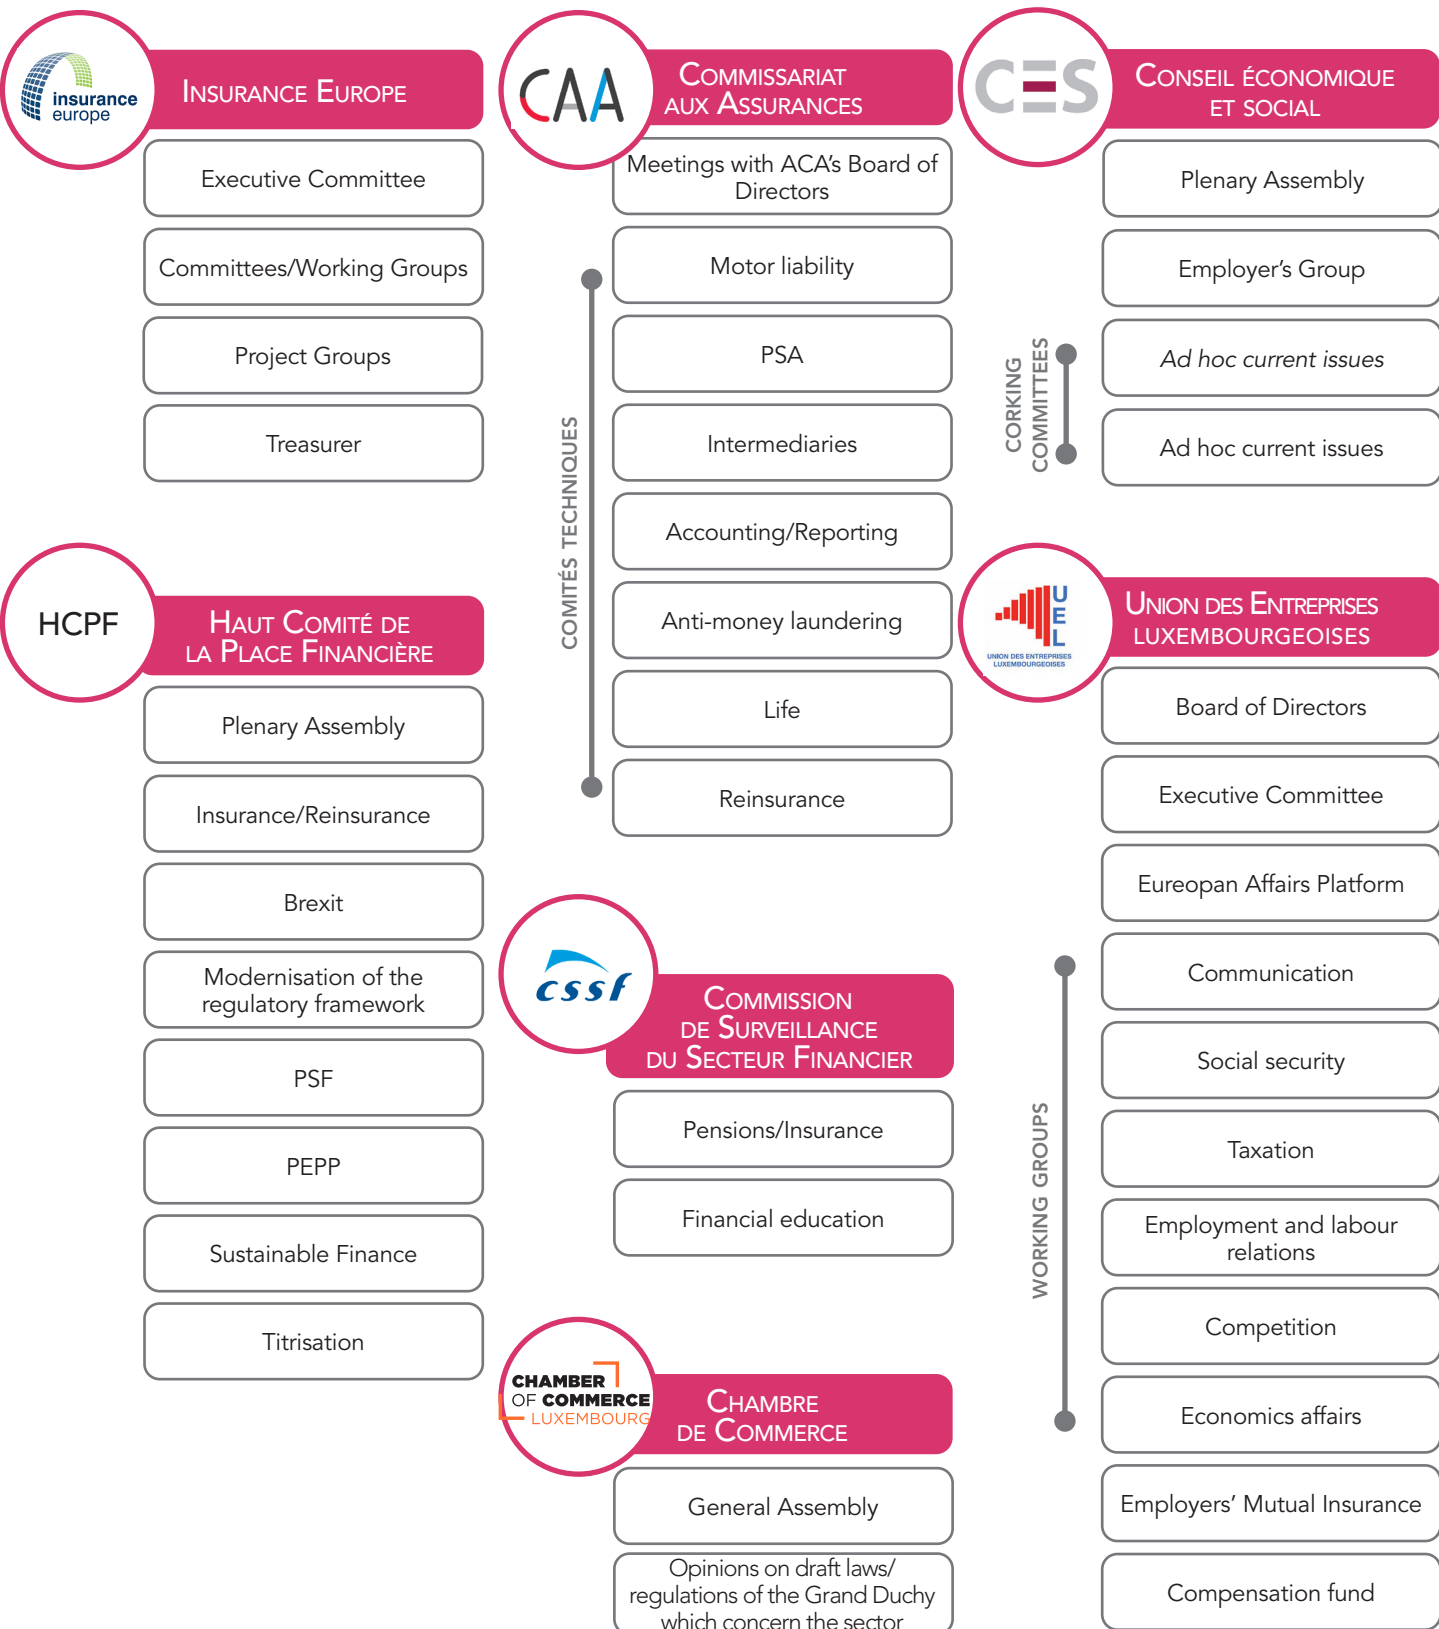 insurance
europe
INSURANCE EUROPE
Executive Committee
Committees/Working Groups
Project Groups
Treasurer
HCPF
HAUT COMITÉ DE
LA PLACE FINANCIÈRE
Plenary Assembly
Insurance/Reinsurance
Brexit
Modernisation of the
regulatory framework
PSF
PEPP
Sustainable Finance
Titrisation
CAA
COMMISSARIAT
AUX ASSURANCES
Meetings with ACA's Board of
Directors
COMITÉS TECHNIQUES
Motor liability
PSA
Intermediaries
Accounting/Reporting
Anti-money laundering
Life
Reinsurance
cssf
COMMISSION
DE SURVEILLANCE
DU SECTEUR FINANCIER
Pensions/Insurance
Financial education
CHAMBER
OF COMMERCE
LUXEMBOURG
CHAMBRE
DE COMMERCE
General Assembly
Opinions on draft laws/
regulations of the Grand Duchy
which concern the sector
CES
CONSEIL ÉCONOMIQUE
ET SOCIAL
Plenary Assembly
Employer's Group
CORKING
COMMITTEES
Ad hoc current issues
Ad hoc current issues
UEL
UNION DES ENTREPRISES
LUXEMBOURGEOISES
UNION DES ENTREPRISES
LUXEMBOURGEOISES
Board of Directors
Executive Committee
Eureopan Affairs Platform
WORKING GROUPS
Communication
Social security
Taxation
Employment and labour
relations
Competition
Economics affairs
Employers' Mutual Insurance
Compensation fund